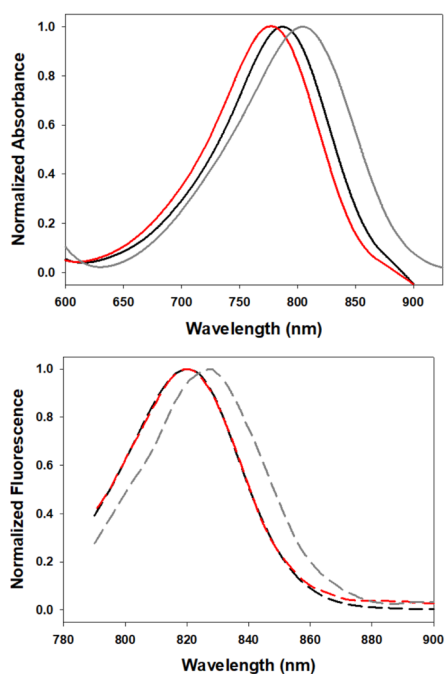 Normalized Absorbance
1.0
0.8
0.6
0.4
0.2
0.0
600 650 700 750 800 850 900
Wavelength (nm)
Normalized Fluorescence
1.0
0.8
0.6
0.4
0.2
0.0
780 800 820 840 860 880 900
Wavelength (nm)